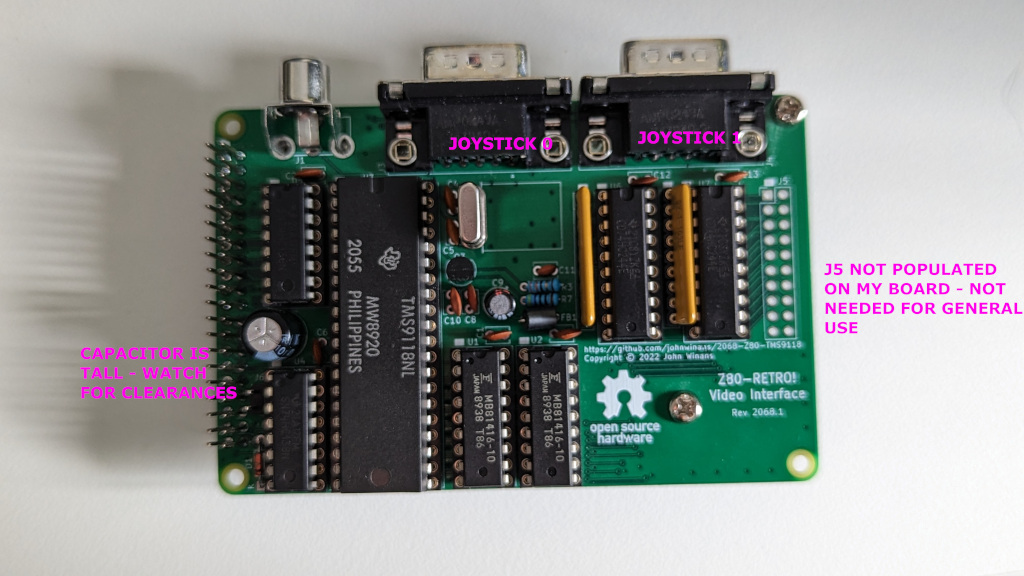 JOYSTICK 0
JOYSTICK 1
J1
J5
C12
C13
C5
C11
C9
R7
C10 C8
FB1
C6
U1
U2
2055
MW8920
PHILIPINES
TMS9118NL
JAPAN
MB81416-10
8938 T86
JAPAN
MB81416-10
8938 T86
https://github.com/johnwinans/2068-Z80-TMS9118
Copyright © 2022 John Winans
Z80-RETRO!
Video Interface
Rev. 2068.1
open source
hardware
J5 NOT POPULATED
ON MY BOARD - NOT
NEEDED FOR GENERAL
USE
CAPACITOR IS
TALL - WATCH
FOR CLEARANCES